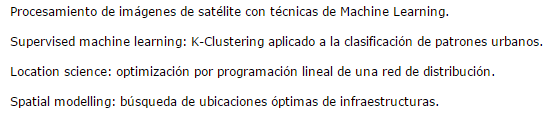 Procesamiento de imágenes de satélite con técnicas de Machine Learning.
Supervised machine learning: K-Clustering aplicado a la clasificación de patrones urbanos.
Location science: optimización por programación lineal de una red de distribución.
Spatial modelling: búsqueda de ubicaciones óptimas de infraestructuras.